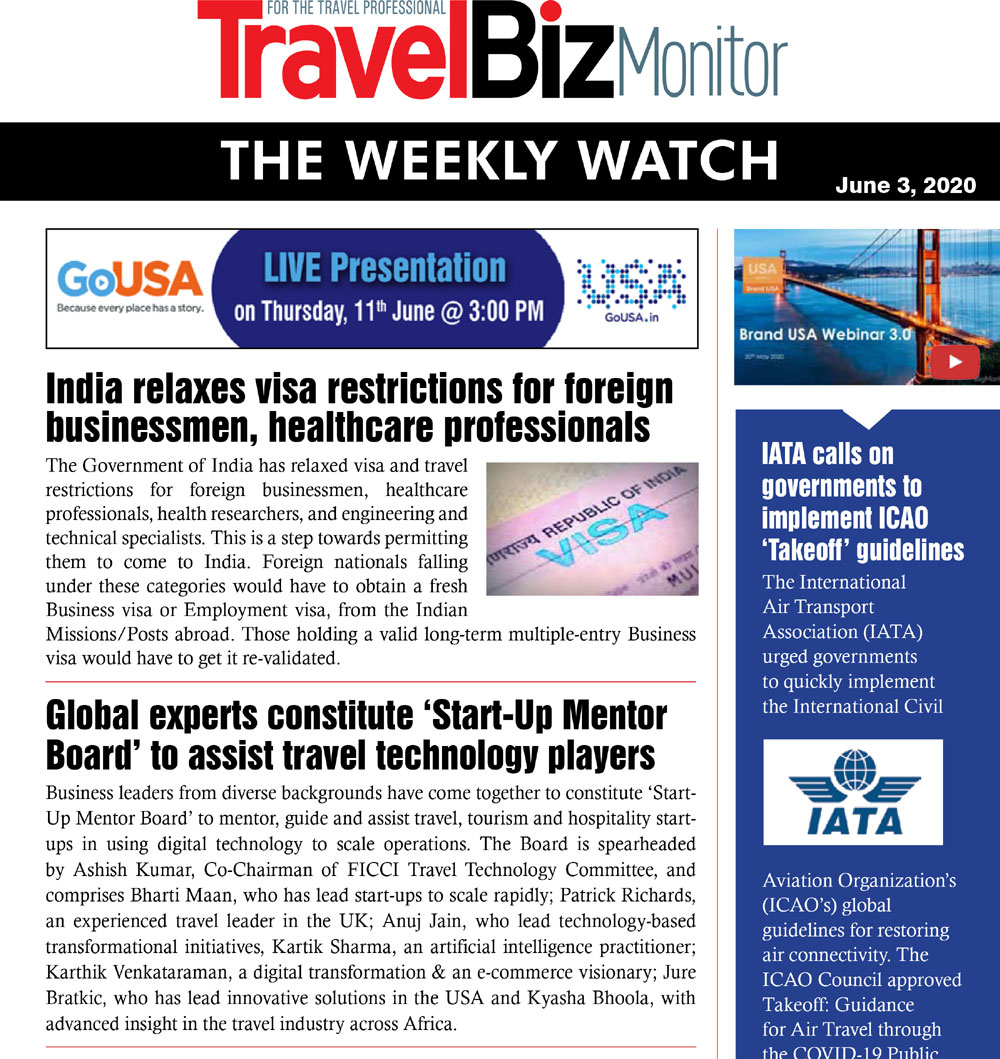 FOR THE TRAVEL PROFESSIONAL
TravelBizMonitor
THE WEEKLY WATCH
June 3, 2020
GoUSA
Because every place has a story.
LIVE Presentation
on Thursday, 11th June @ 3:00 PM
USA
GoUSA.in
India relaxes visa restrictions for foreign
businessmen, healthcare professionals
The Government of India has relaxed visa and travel
restrictions for foreign businessmen, healthcare
professionals, health researchers, and engineering and
technical specialists. This is a step towards permitting
them to come to India. Foreign nationals falling
under these categories would have to obtain a fresh
Business visa or Employment visa, from the Indian
Missions/Posts abroad. Those holding a valid long-term multiple-entry Business
visa would have to get it re-validated.
REPUBLIC OF INDIA
VISA
Global experts constitute ‘Start-Up Mentor
Board’ to assist travel technology players
Business leaders from diverse backgrounds have come together to constitute ‘Start-
Up Mentor Board’ to mentor, guide and assist travel, tourism and hospitality start-
ups in using digital technology to scale operations. The Board is spearheaded
by Ashish Kumar, Co-Chairman of FICCI Travel Technology Committee, and
comprises Bharti Maan, who has lead start-ups to scale rapidly; Patrick Richards,
an experienced travel leader in the UK; Anuj Jain, who lead technology-based
transformational initiatives, Kartik Sharma, an artificial intelligence practitioner;
Karthik Venkataraman, a digital transformation & an e-commerce visionary; Jure
Bratkic, who has lead innovative solutions in the USA and Kyasha Bhoola, with
advanced insight in the travel industry across Africa.
USA
Brand USA
Brand USA Webinar 3.0
20th May 2020
IATA calls on
governments to
implement ICAO
‘Takeoff’ guidelines
The International
Air Transport
Association (IATA)
urged governments
to quickly implement
the International Civil
IATA
Aviation Organization’s
(ICAO’s) global
guidelines for restoring
air connectivity. The
ICAO Council approved
Takeoff: Guidance
for Air Travel through
the COVID-19 Public